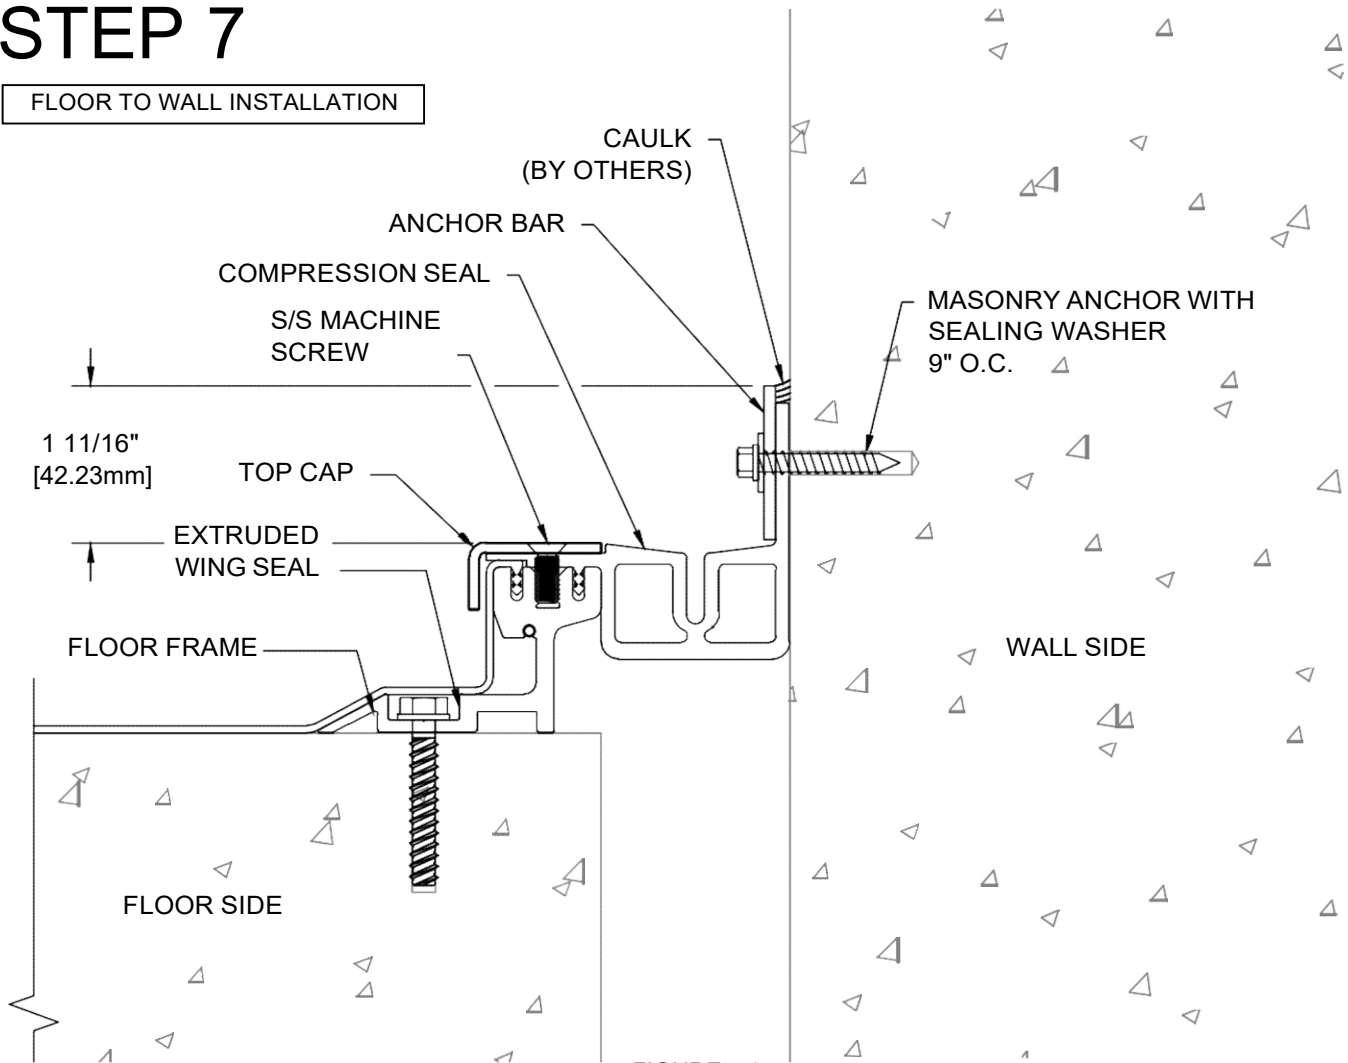 STEP 7
FLOOR TO WALL INSTALLATION
CAULK
(BY OTHERS)
ANCHOR BAR
COMPRESSION SEAL
S/S MACHINE
SCREW
MASONRY ANCHOR WITH
SEALING WASHER
9" O.C.
1 11/16"
[42.23mm]
TOP CAP
EXTRUDED
WING SEAL
FLOOR FRAME
WALL SIDE
FLOOR SIDE